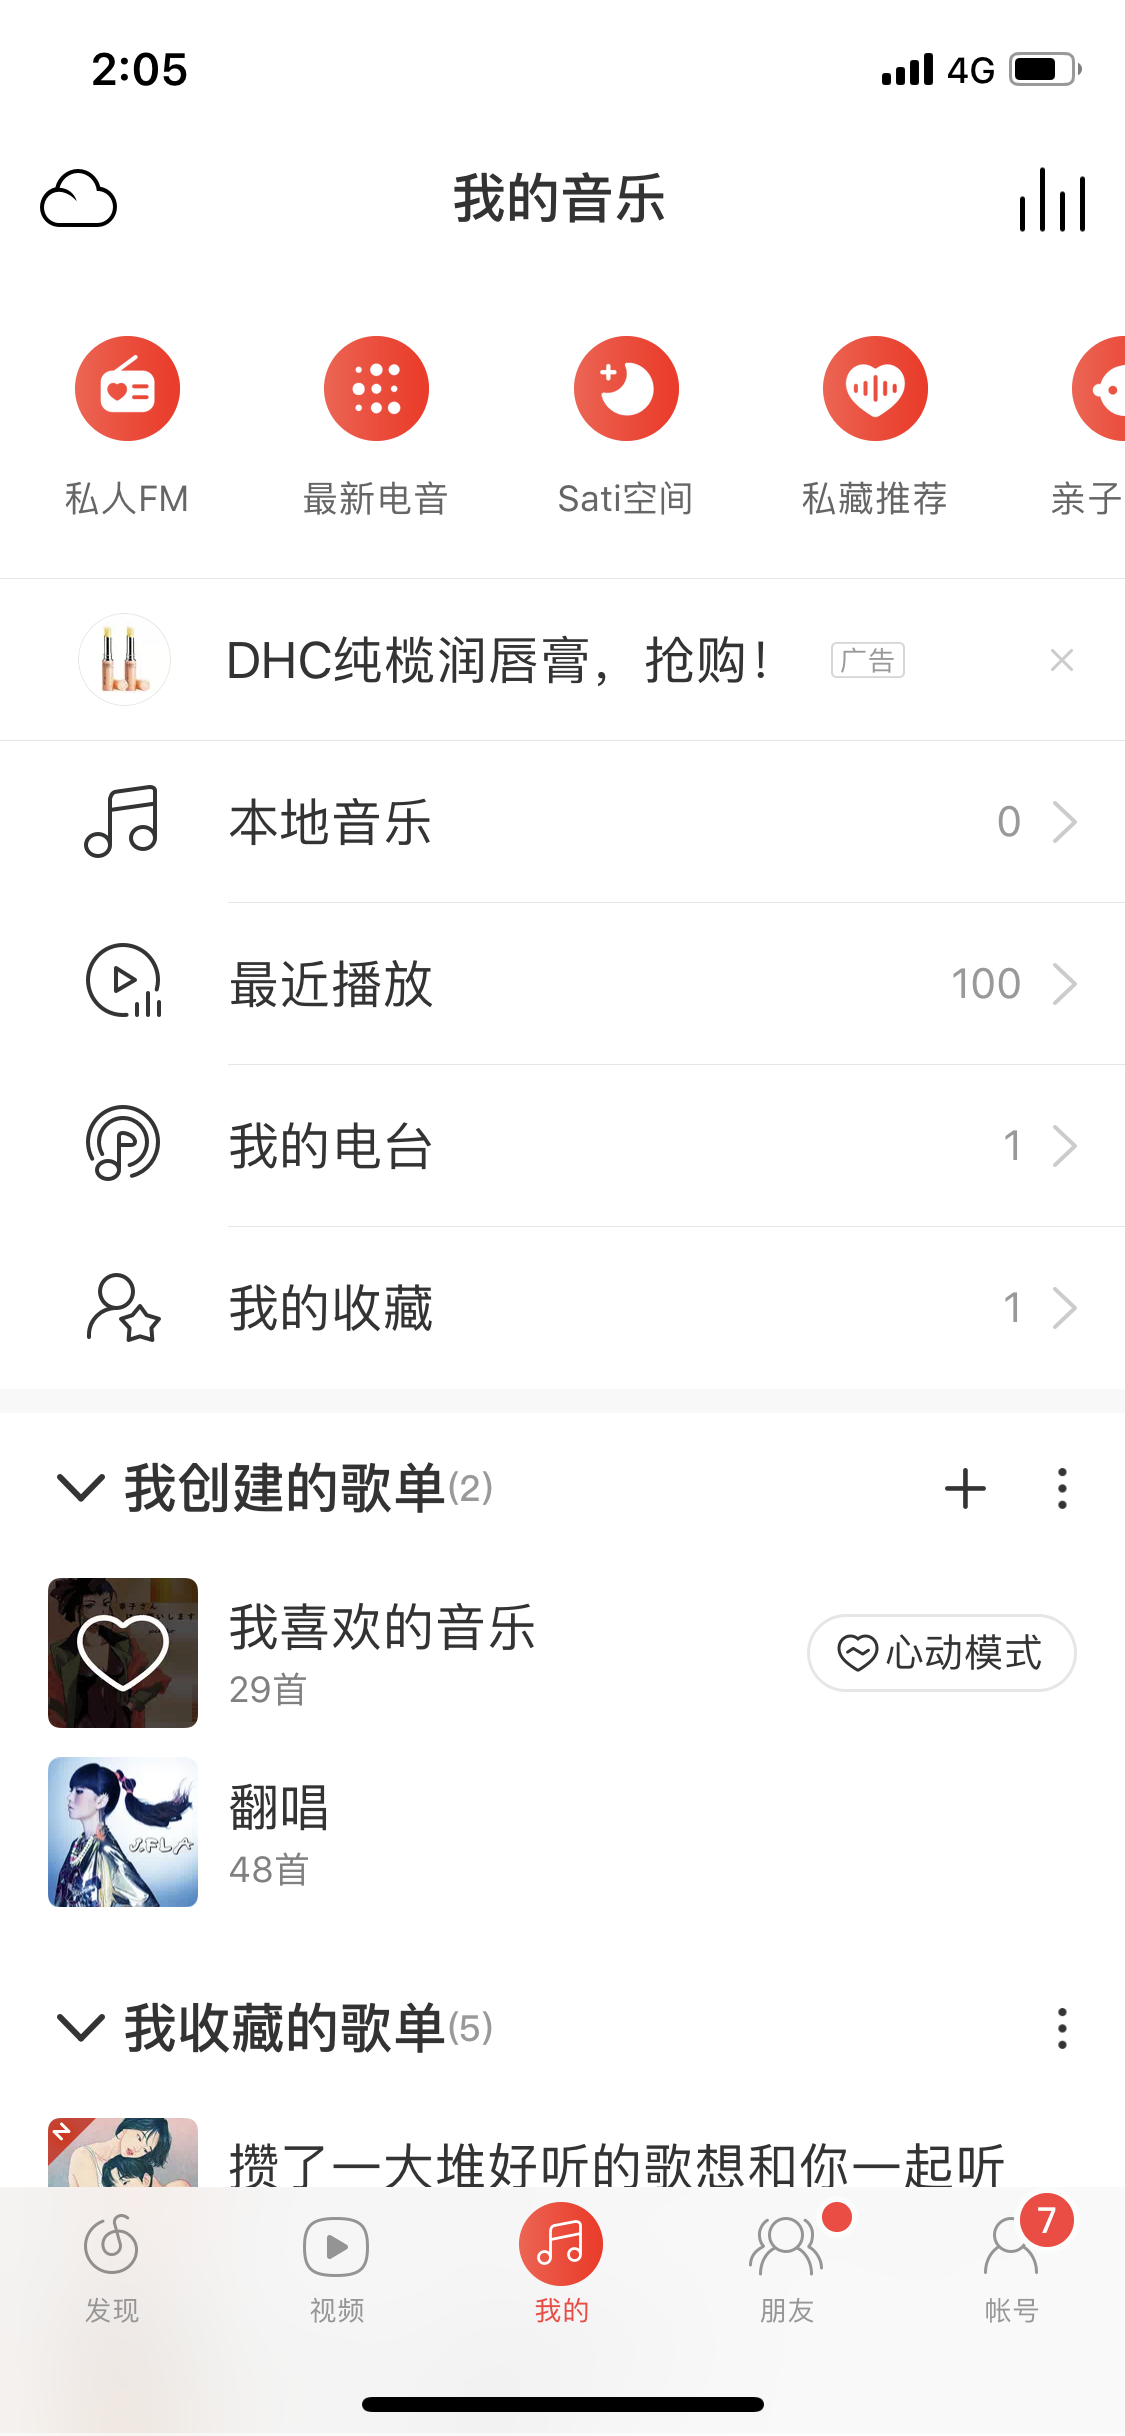 2:05
4G
我的音乐
私人FM
最新电音
Sati空间
私藏推荐
亲子
DHC纯榄润唇膏，抢购！
广告
本地音乐
0
最近播放
100
我的电台
1
我的收藏
1
我创建的歌单(2)
我喜欢的音乐
29首
心动模式
翻唱
48首
J.FLA
我收藏的歌单(5)
攒了一大堆好听的歌想和你一起听
发现
视频
我的
朋友
7
帐号